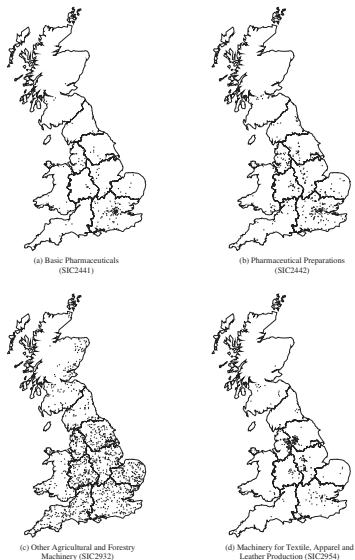 (a) Basic Pharmaceuticals
(SIC2441)
(b) Pharmaceutical Preparations
(SIC2442)
(c) Other Agricultural and Forestry
Machinery (SIC2932)
(d) Machinery for Textile, Apparel and
Leather Production (SIC2954)